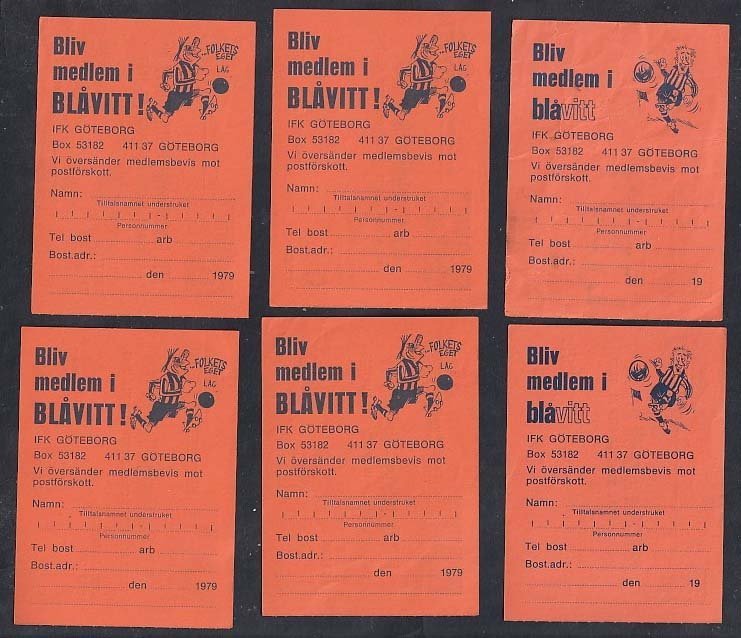 Bliv
medlem i
BLÅVITT!
...FOLKETS
EGET
LAG
IFK GÖTEBORG
Box 53182 411 37 GÖTEBORG
Vi översänder medlemsbevis mot
postförskott.
Namn:
Tilltalsnamnet understruket
Personnummer
Tel bost arb
Bost.adr.:
den 1979
Bliv
medlem i
BLÅVITT!
...FOLKETS
EGET
LAG
IFK GÖTEBORG
Box 53182 411 37 GÖTEBORG
Vi översänder medlemsbevis mot
postförskott.
Namn:
Tilltalsnamnet understruket
Personnummer
Tel bost arb
Bost.adr.:
den 1979
Bliv
medlem i
blåvitt
IFK GÖTEBORG
Box 53182 411 37 GÖTEBORG
Vi översänder medlemsbevis mot
postförskott.
Namn:
Tilltalsnamnet understruket
Personnummer
Tel bost arb
Bost.adr.:
den 19
Bliv
medlem i
BLÅVITT!
...FOLKETS
EGET
LAG
IFK GÖTEBORG
Box 53182 411 37 GÖTEBORG
Vi översänder medlemsbevis mot
postförskott.
Namn:
Tilltalsnamnet understruket
Personnummer
Tel bost arb
Bost.adr.:
den 1979
Bliv
medlem i
BLÅVITT!
...FOLKETS
EGET
LAG
IFK GÖTEBORG
Box 53182 411 37 GÖTEBORG
Vi översänder medlemsbevis mot
postförskott.
Namn:
Tilltalsnamnet understruket
Personnummer
Tel bost arb
Bost.adr.:
den 1979
Bliv
medlem i
blåvitt
IFK GÖTEBORG
Box 53182 411 37 GÖTEBORG
Vi översänder medlemsbevis mot
postförskott.
Namn:
Tilltalsnamnet understruket
Personnummer
Tel bost arb
Bost.adr.:
den 19